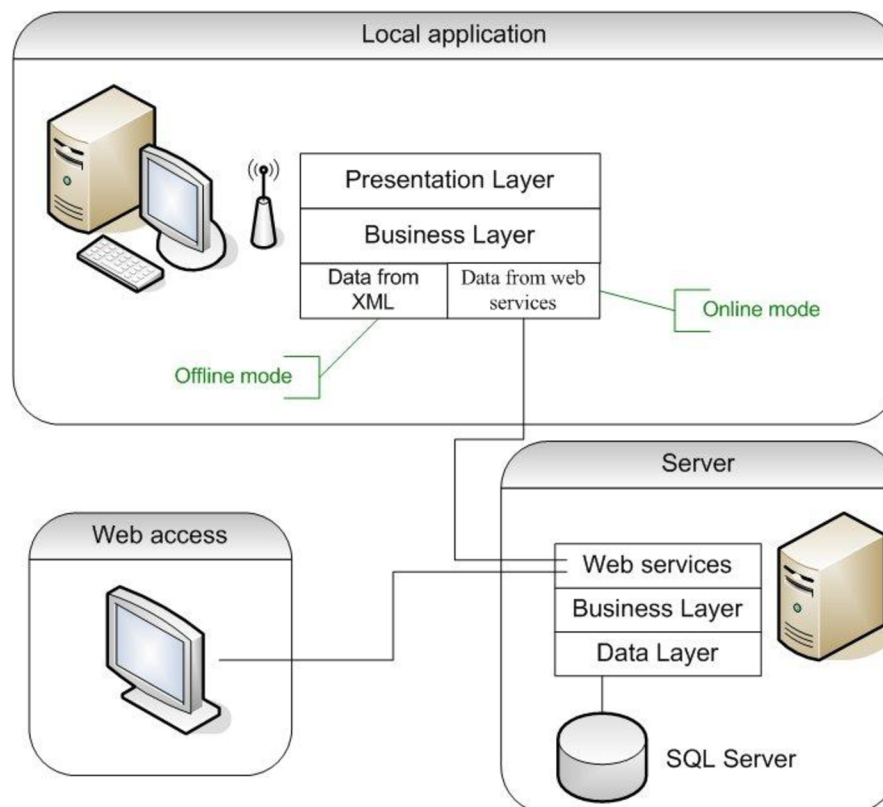 Local application
Presentation Layer
Business Layer
Data from
XML
Data from web
services
Online mode
Offline mode
Server
Web access
Web services
Business Layer
Data Layer
SQL Server